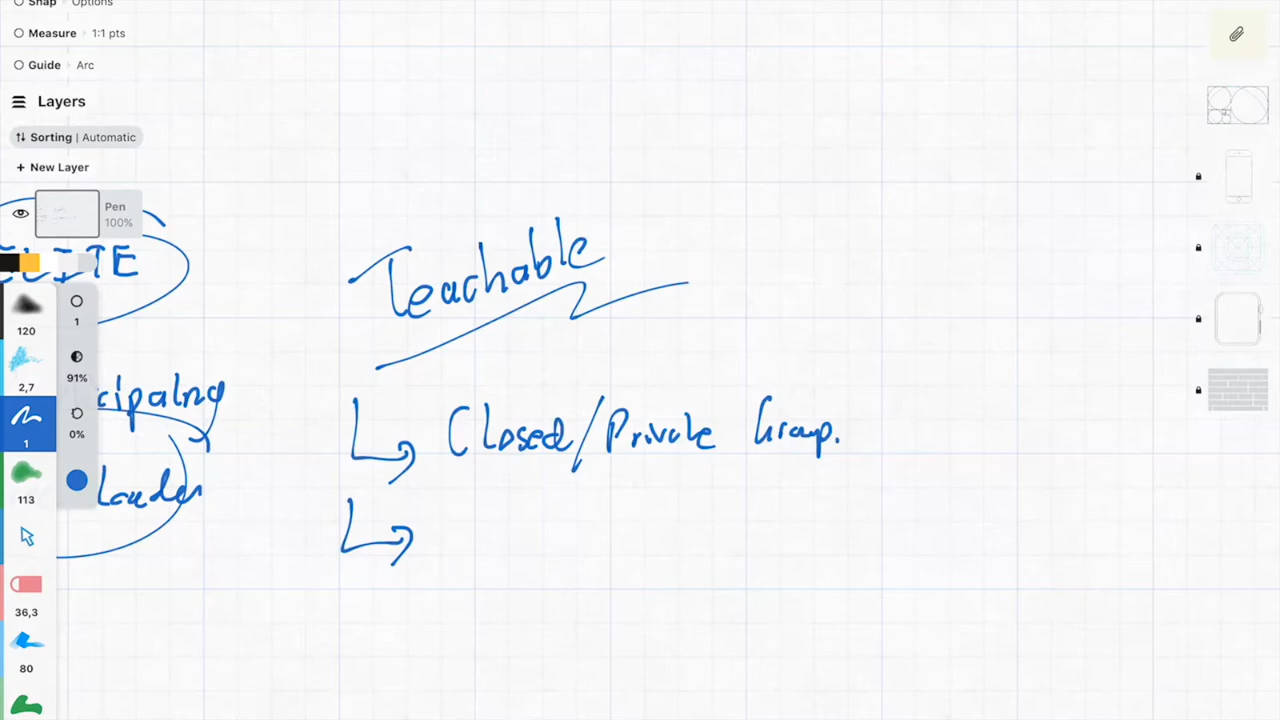 Snap › Options
Measure › 1:1 pts
Guide › Arc
Layers
Sorting | Automatic
+ New Layer
Pen
100%
120
1
2,7
91%
1
0%
113
36,3
80
Teachable
Closed/Private Group.